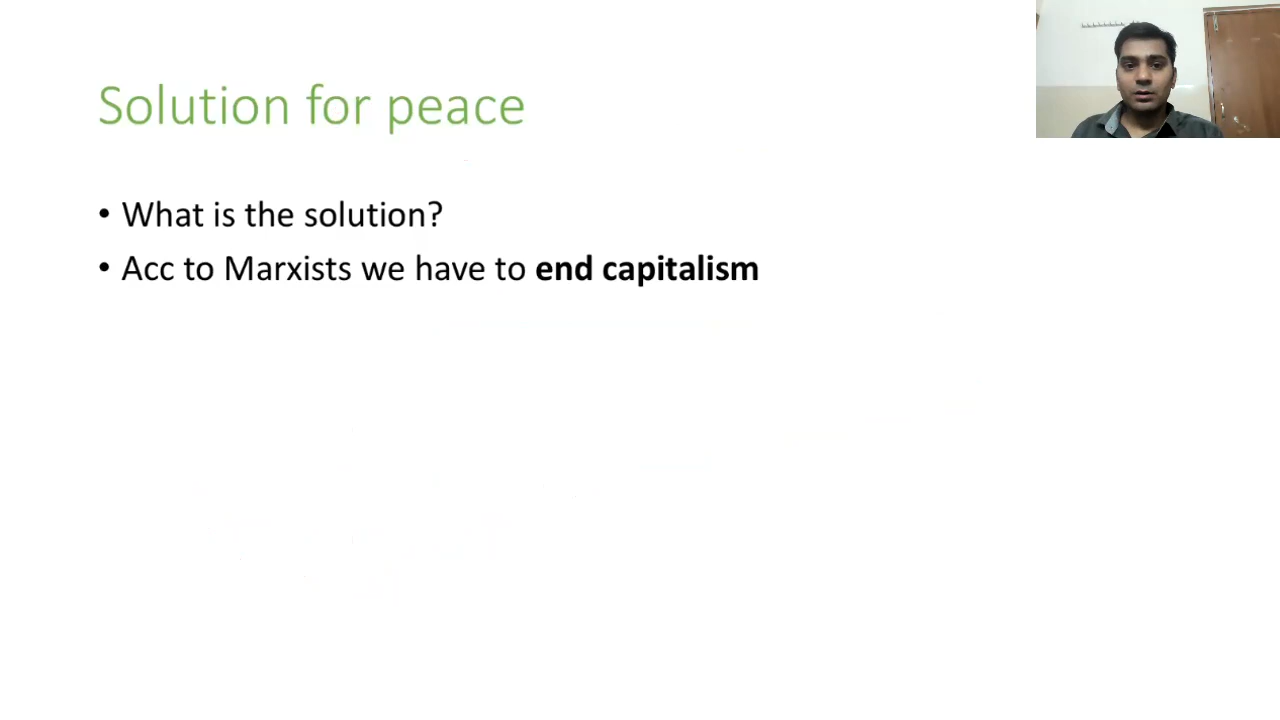 Solution for peace
• What is the solution?
• Acc to Marxists we have to end capitalism